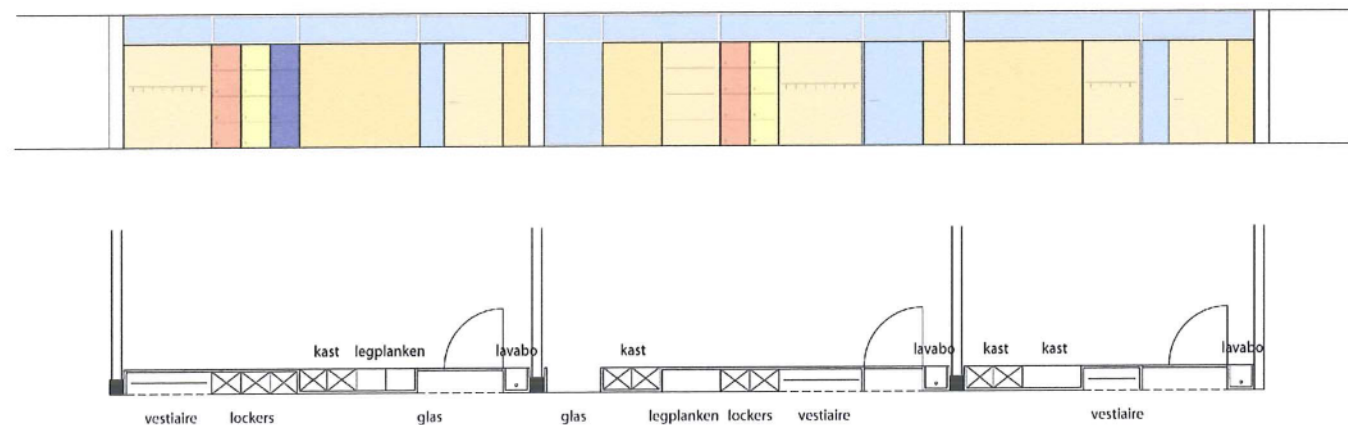 kast legplanken lavabo kast lavabo kast kast lavabo
vestiaire lockers glas glas legplanken lockers vestiaire vestiaire